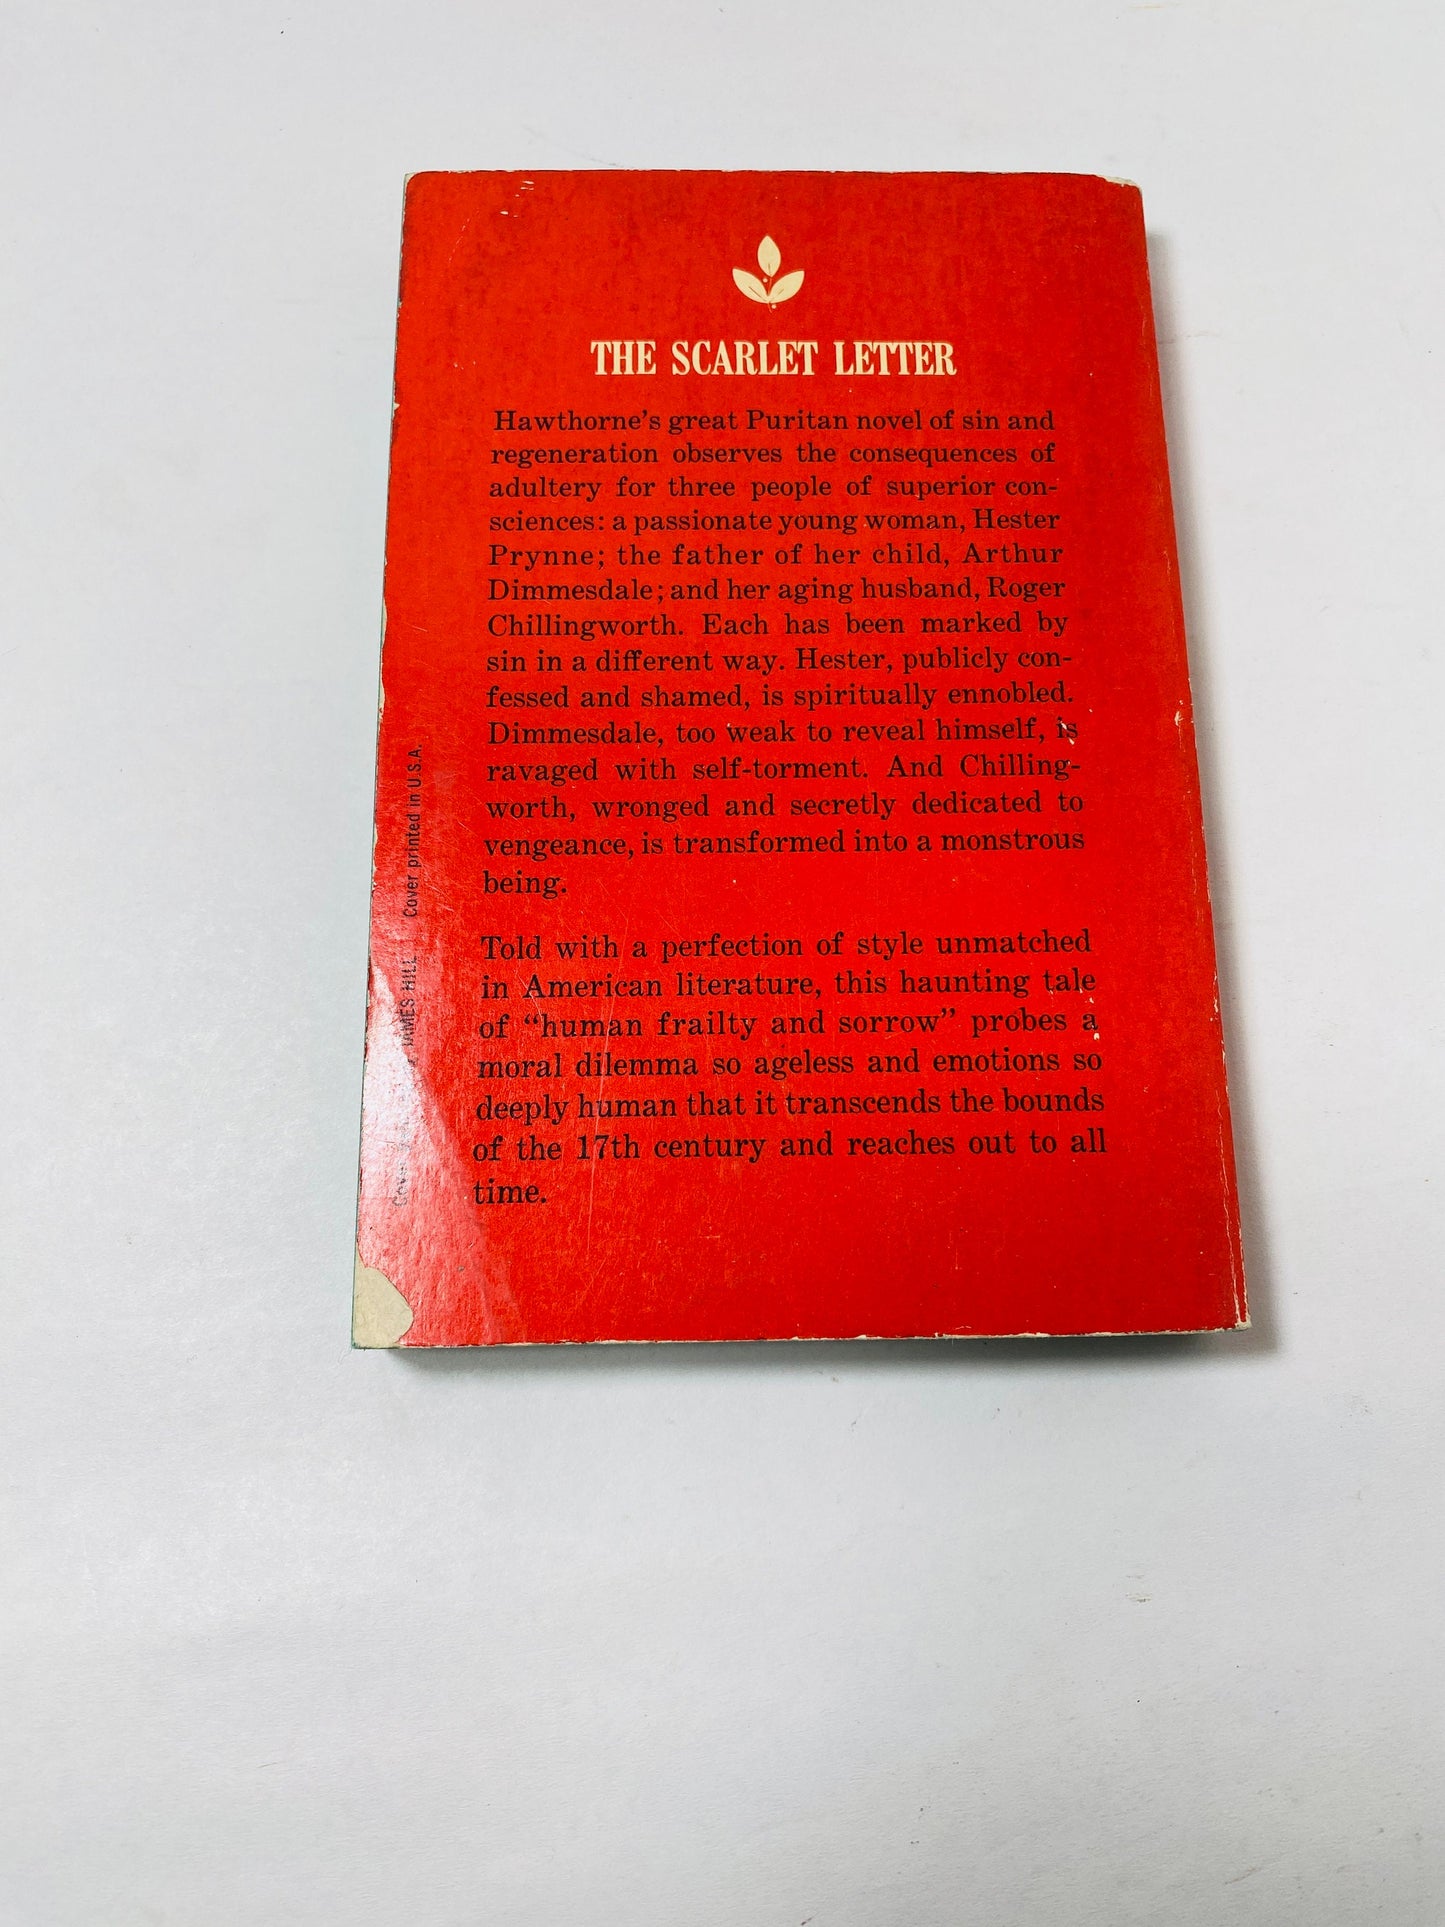 THE SCARLET LETTER
Hawthorne's great Puritan novel of sin and
regeneration observes the consequences of
adultery for three people of superior con-
sciences: a passionate young woman, Hester
Prynne; the father of her child, Arthur
Dimmesdale; and her aging husband, Roger
Chillingworth. Each has been marked by
sin in a different way. Hester, publicly con-
fessed and shamed, is spiritually ennobled.
Dimmesdale, too weak to reveal himself, is
ravaged with self-torment. And Chilling-
worth, wronged and secretly dedicated to
vengeance, is transformed into a monstrous
being.
Told with a perfection of style unmatched
in American literature, this haunting tale
of “human frailty and sorrow” probes a
moral dilemma so ageless and emotions so
deeply human that it transcends the bounds
of the 17th century and reaches out to all
time.
JAMES HILL Cover printed in U.S.A.